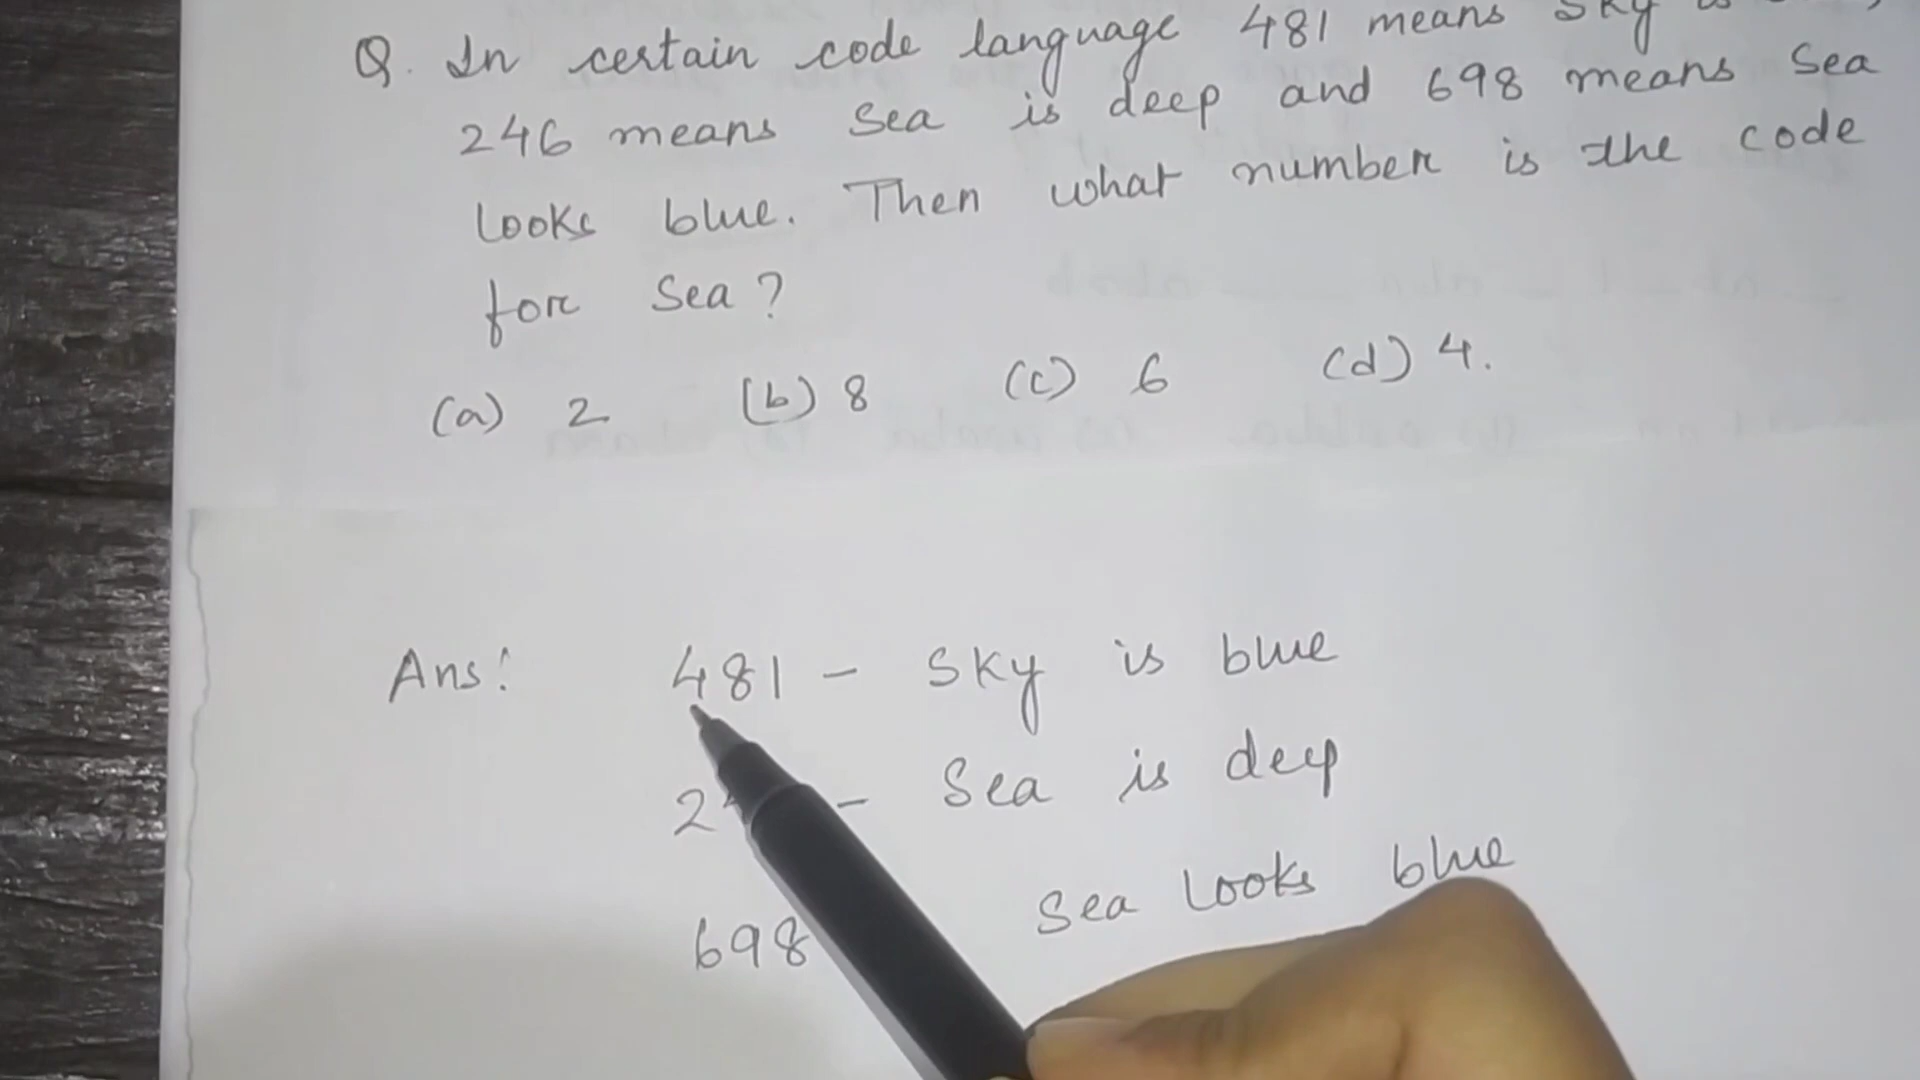 Q. In certain code language 481 means Sky
246 means Sea is deep and 698 means Sea
looks blue. Then what number is the code
for Sea?
(a) 2 (b) 8 (c) 6 (d) 4.
Ans: 481 - Sky is blue
2 - Sea is deep
698 Sea looks blue